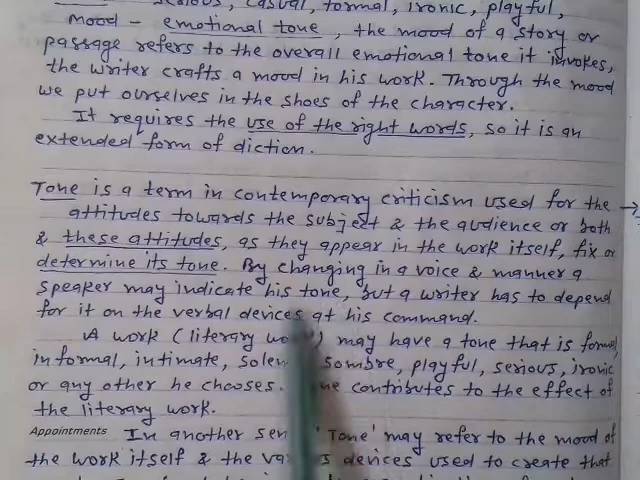 serious, casual, formal, ironic, playful,
Mood - emotional tone, the mood of a story or
passage refers to the overall emotional tone it invokes,
the writer crafts a mood in his work. Through the mood
we put ourselves in the shoes of the character.
It requires the use of the right words, so it is an
extended form of diction.
Tone is a term in contemporary criticism used for the →
attitudes towards the subject & the audience or both
& these attitudes, as they appear in the work itself, fix or
determine its tone. By changing in a voice & manner a
speaker may indicate his tone, but a writer has to depend
for it on the verbal devices at his command.
A work (literary wo ) may have a tone that is formal,
informal, intimate, solem sombre, playful, serious, ironic
or any other he chooses. ne contributes to the effect of
the literary work.
Appointments In another sen 'Tone' may refer to the mood of
the work itself & the va s devices used to create that